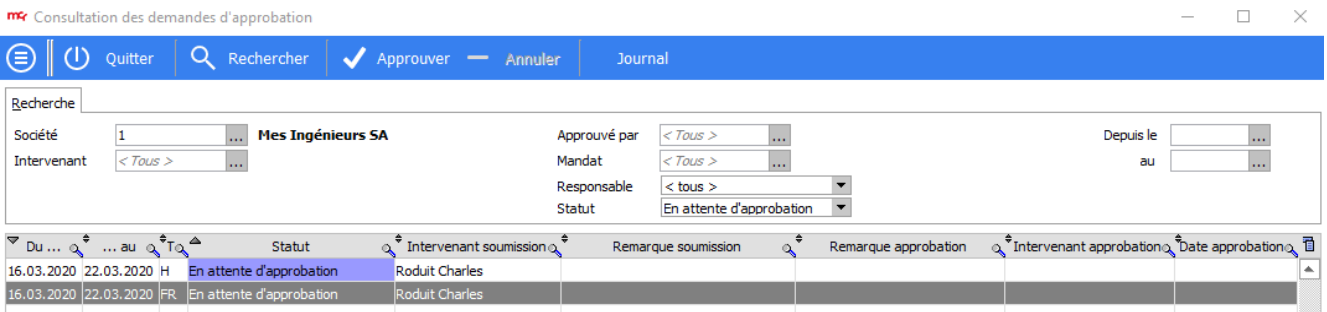 mcr Consultation des demandes d'approbation
Quitter Rechercher Approuver Annuler Journal
Recherche
Société 1 ... Mes Ingénieurs SA Approuvé par < Tous > ... Depuis le ...
Intervenant < Tous > ... Mandat < Tous > ... au ...
Responsable < tous >
Statut En attente d'approbation
Du ... ... au T Statut Intervenant soumission Remarque soumission Remarque approbation Intervenant approbation Date approbation
16.03.2020 22.03.2020 H En attente d'approbation Roduit Charles
16.03.2020 22.03.2020 FR En attente d'approbation Roduit Charles